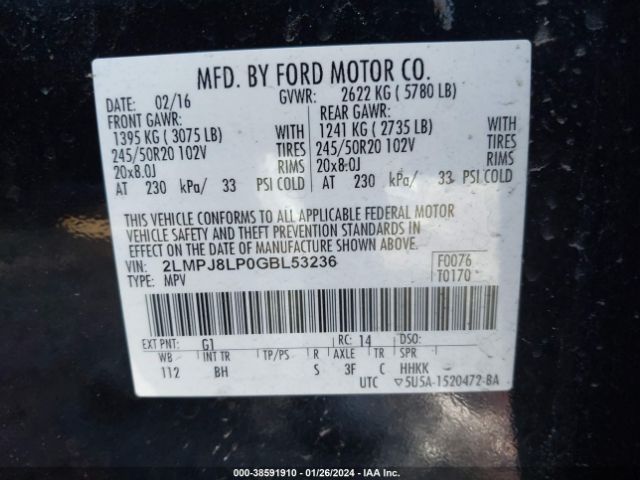 MFD. BY FORD MOTOR CO.
DATE: 02/16 GVWR: 2622 KG ( 5780 LB)
FRONT GAWR: REAR GAWR:
1395 KG ( 3075 LB) WITH 1241 KG ( 2735 LB) WITH
245/50R20 102V TIRES 245/50R20 102V TIRES
20x8.0J RIMS 20x8.0J RIMS
AT 230 kPa/ 33 PSI COLD AT 230 kPa/ 33 PSI COLD
THIS VEHICLE CONFORMS TO ALL APPLICABLE FEDERAL MOTOR
VEHICLE SAFETY AND THEFT PREVENTION STANDARDS IN
EFFECT ON THE DATE OF MANUFACTURE SHOWN ABOVE.
VIN: 2LMPJ8LP0GBL53236 F0076
TYPE: MPV T0170
EXT PNT: G1 RC: 14 DSO:
WB INT TR TP/PS R AXLE TR SPR
112 BH S 3F C HHKK
UTC ▽5U5A-1520472-BA
000-38591910 - 01/26/2024 - IAA Inc.